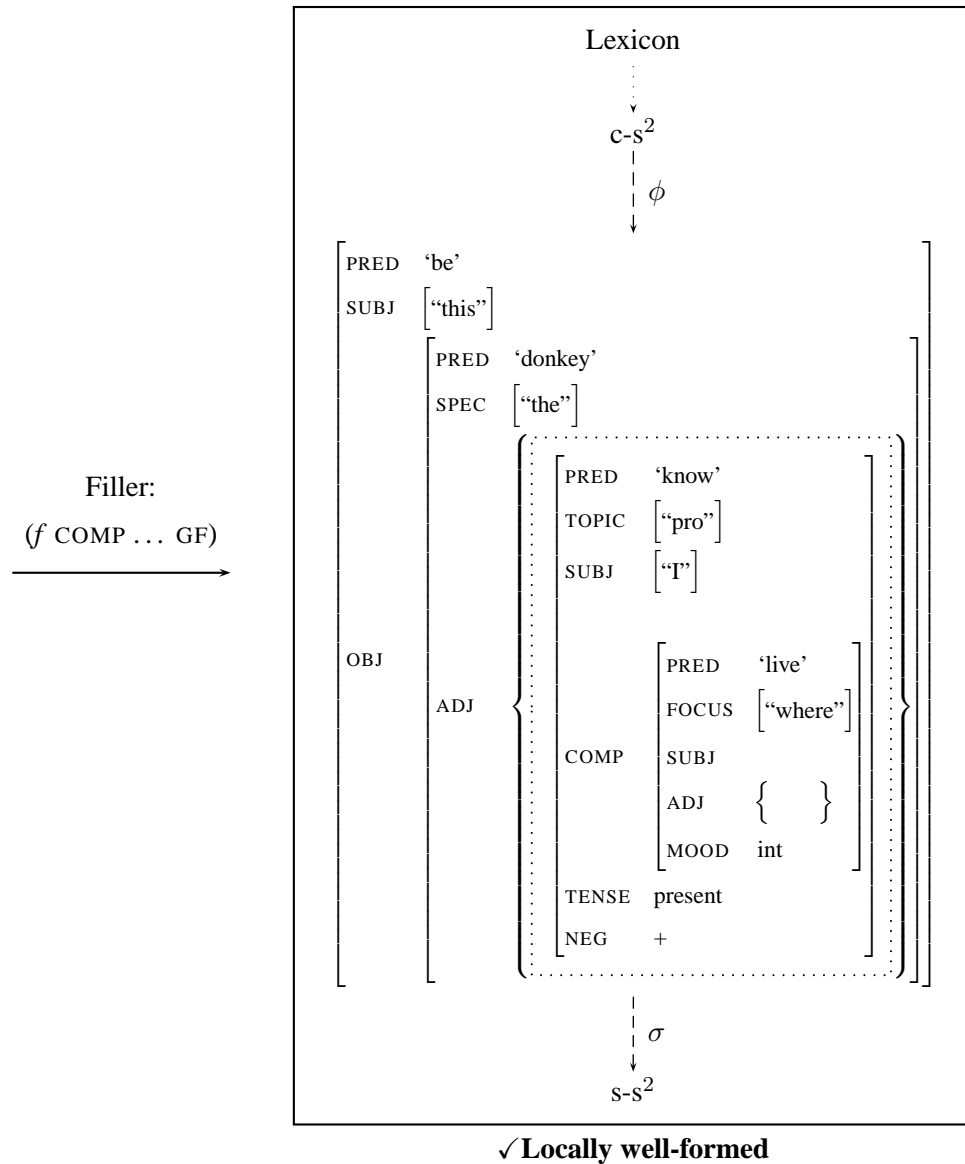 Lexicon
c-s²
ϕ
PRED ‘be’
SUBJ [“this”]
PRED ‘donkey’
SPEC [“the”]
PRED ‘know’
Filler:
TOPIC [“pro”]
(f COMP ... GF)
SUBJ [“I”]
OBJ
PRED ‘live’
ADJ
FOCUS [“where”]
COMP SUBJ
ADJ { }
MOOD int
TENSE present
NEG +
σ
s-s²
✓Locally well-formed